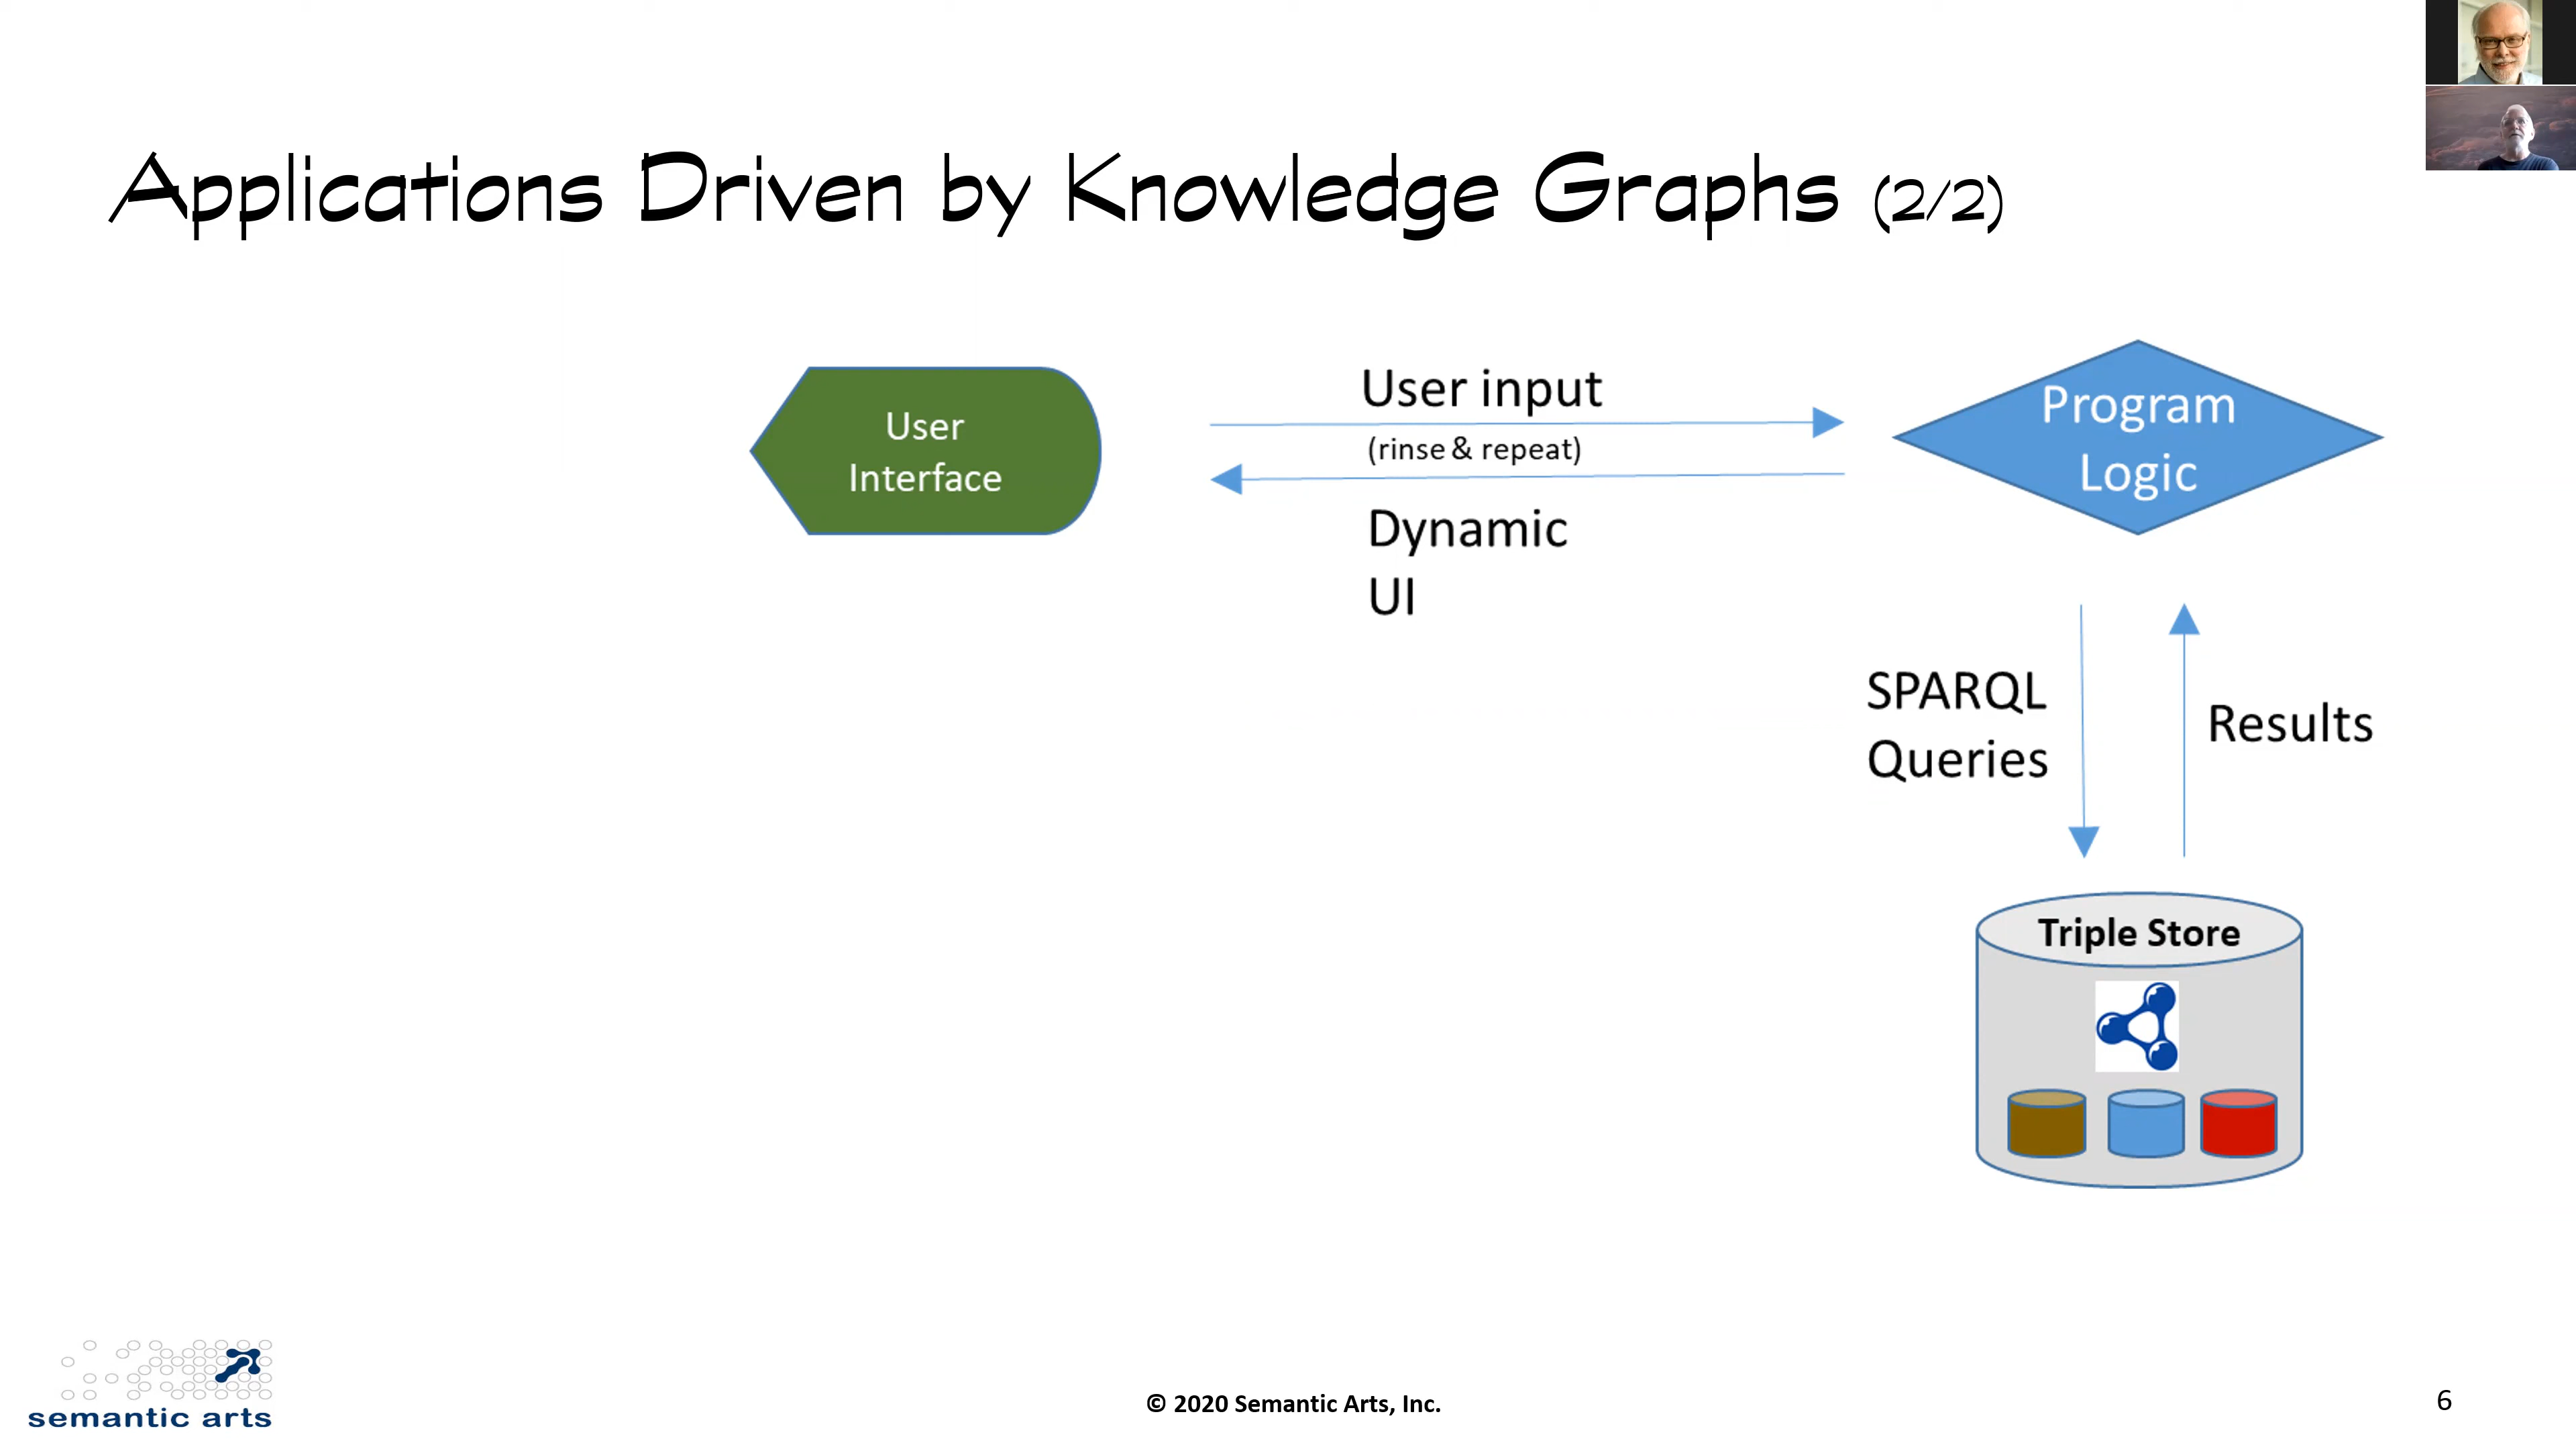 Applications Driven by Knowledge Graphs (2/2)
User
Interface
User input
(rinse & repeat)
Dynamic
UI
Program
Logic
SPARQL
Queries
Results
Triple Store
semantic arts
© 2020 Semantic Arts, Inc.
6